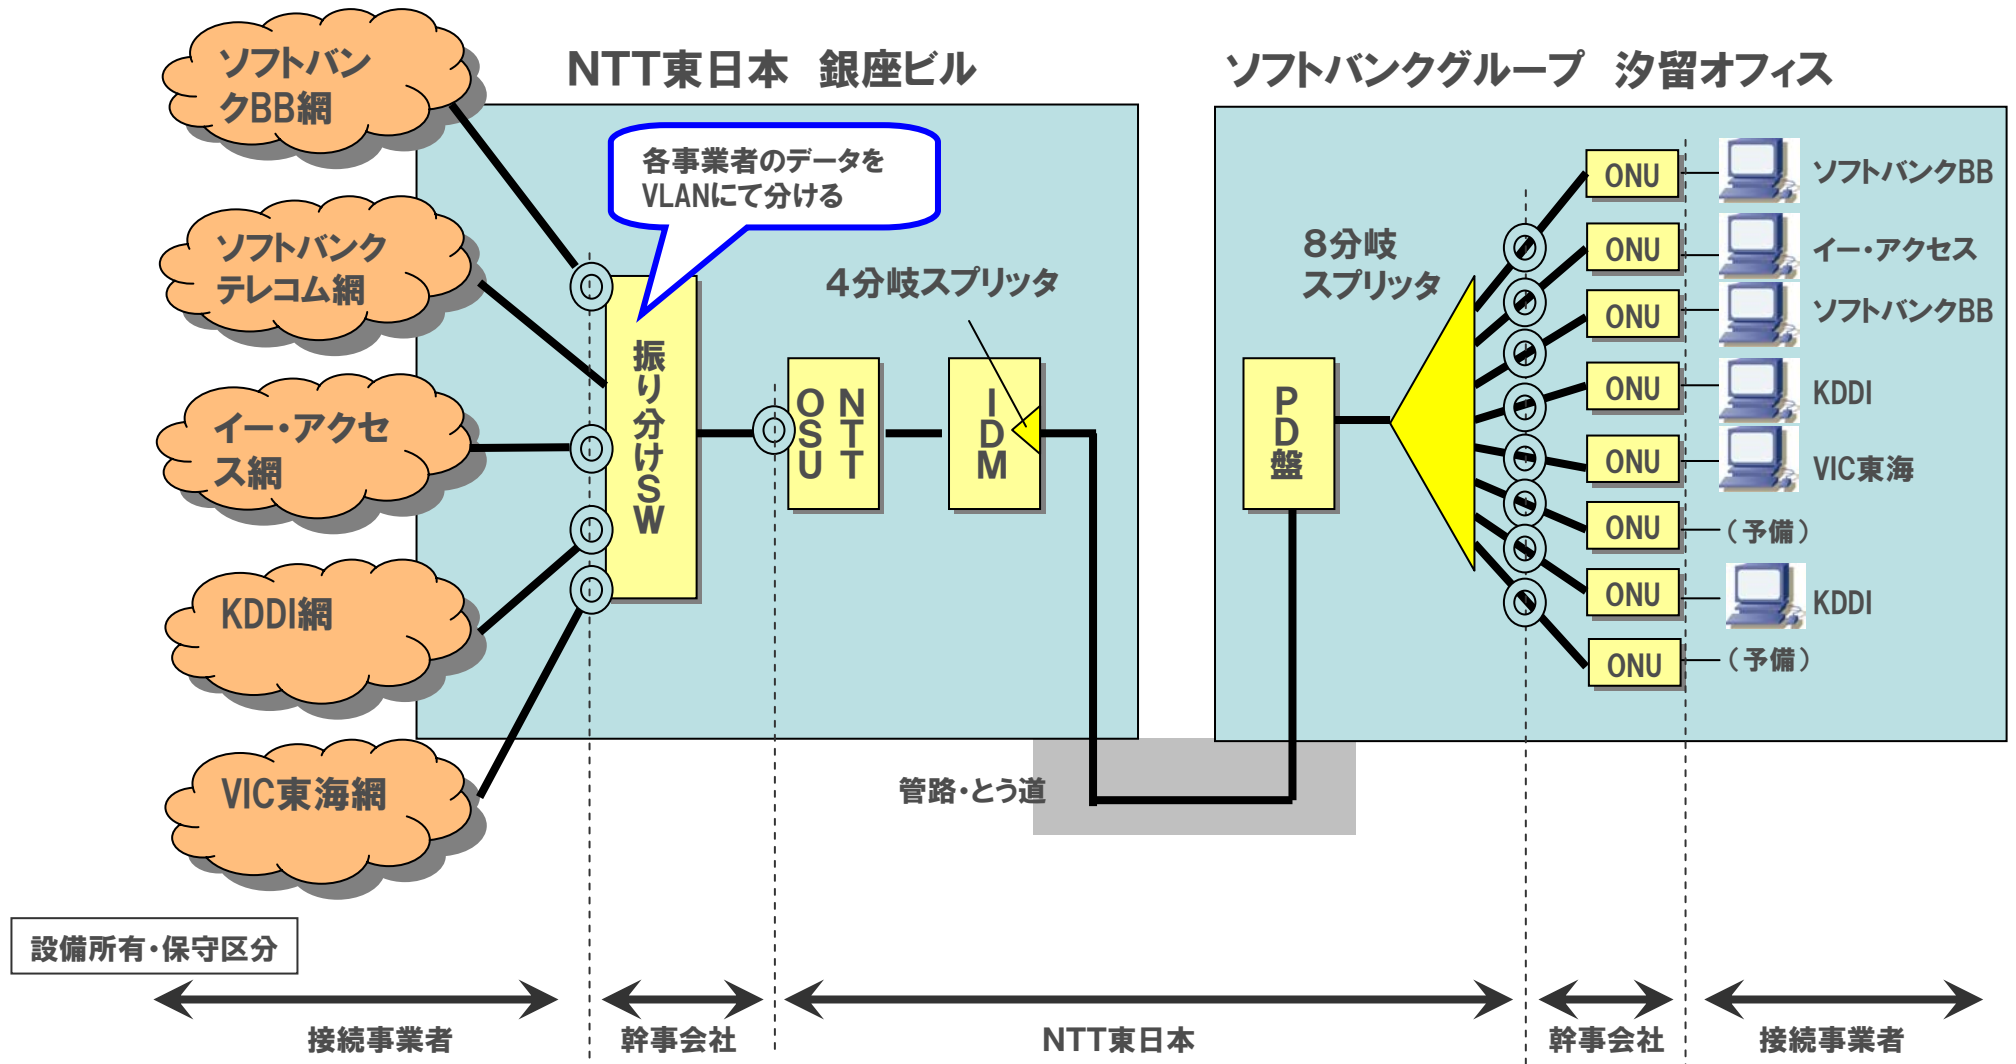 ソフトバン
クBB網
ソフトバンク
テレコム網
イー・アクセ
ス網
KDDI網
VIC東海網
NTT東日本 銀座ビル
各事業者のデータを
VLANにて分ける
振り分けSW
NTT
OSU
4分岐スプリッタ
IDM
管路・とう道
ソフトバンクグループ 汐留オフィス
PD盤
8分岐
スプリッタ
ONU
ソフトバンクBB
ONU
イー・アクセス
ONU
ソフトバンクBB
ONU
KDDI
ONU
VIC東海
ONU
(予備)
ONU
KDDI
ONU
(予備)
設備所有・保守区分
接続事業者
幹事会社
NTT東日本
幹事会社
接続事業者